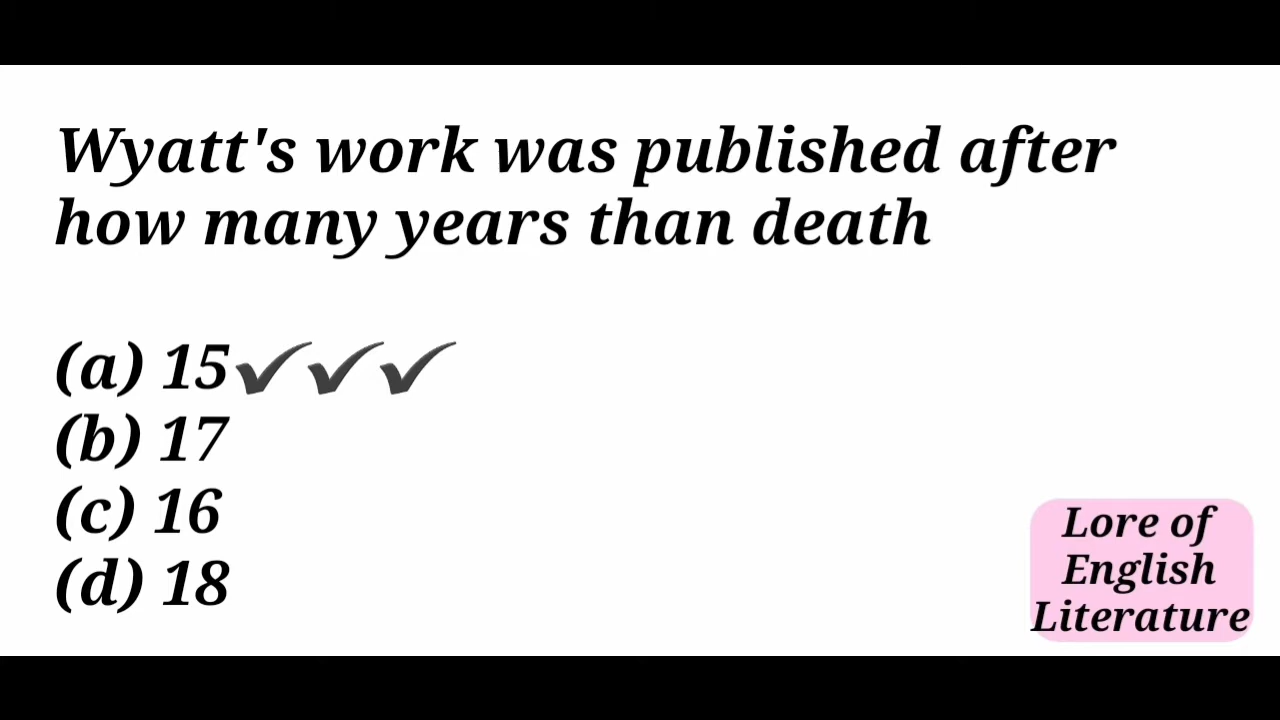 Wyatt's work was published after
how many years than death
(a) 15✔✔✔
(b) 17
(c) 16
(d) 18
Lore of
English
Literature